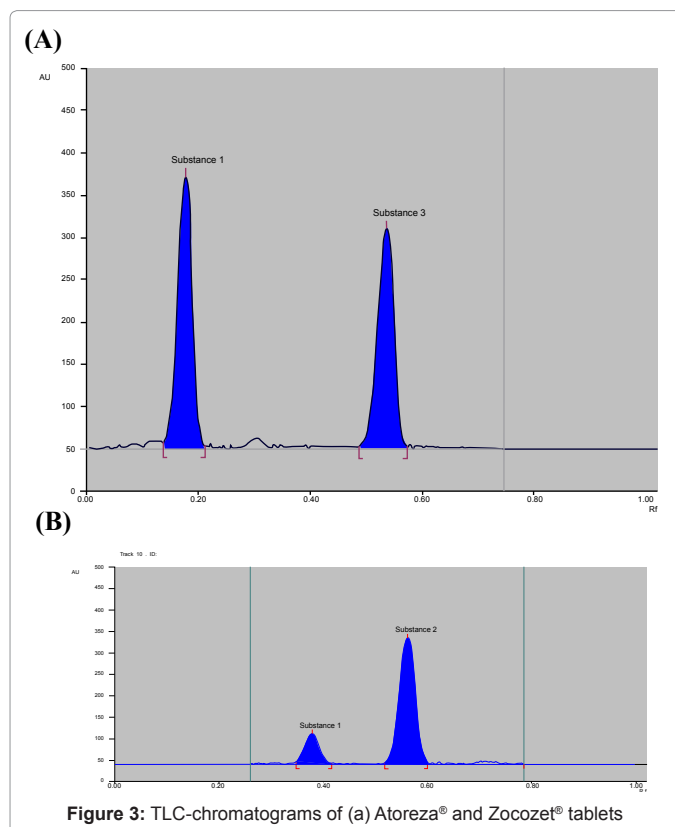 (A)
500
AU
450
400
Substance 1
350
Substance 3
300
250
200
150
100
50
0
0.00 0.20 0.40 0.60 0.80 1.00
Rf
(B)
Track 10 . ID:
AU 500
450
400
350
Substance 2
300
250
200
150
Substance 1
100
50
0
0.00 0.20 0.40 0.60 0.80 1.00
Figure 3: TLC-chromatograms of (a) Atoreza® and Zocozet® tablets